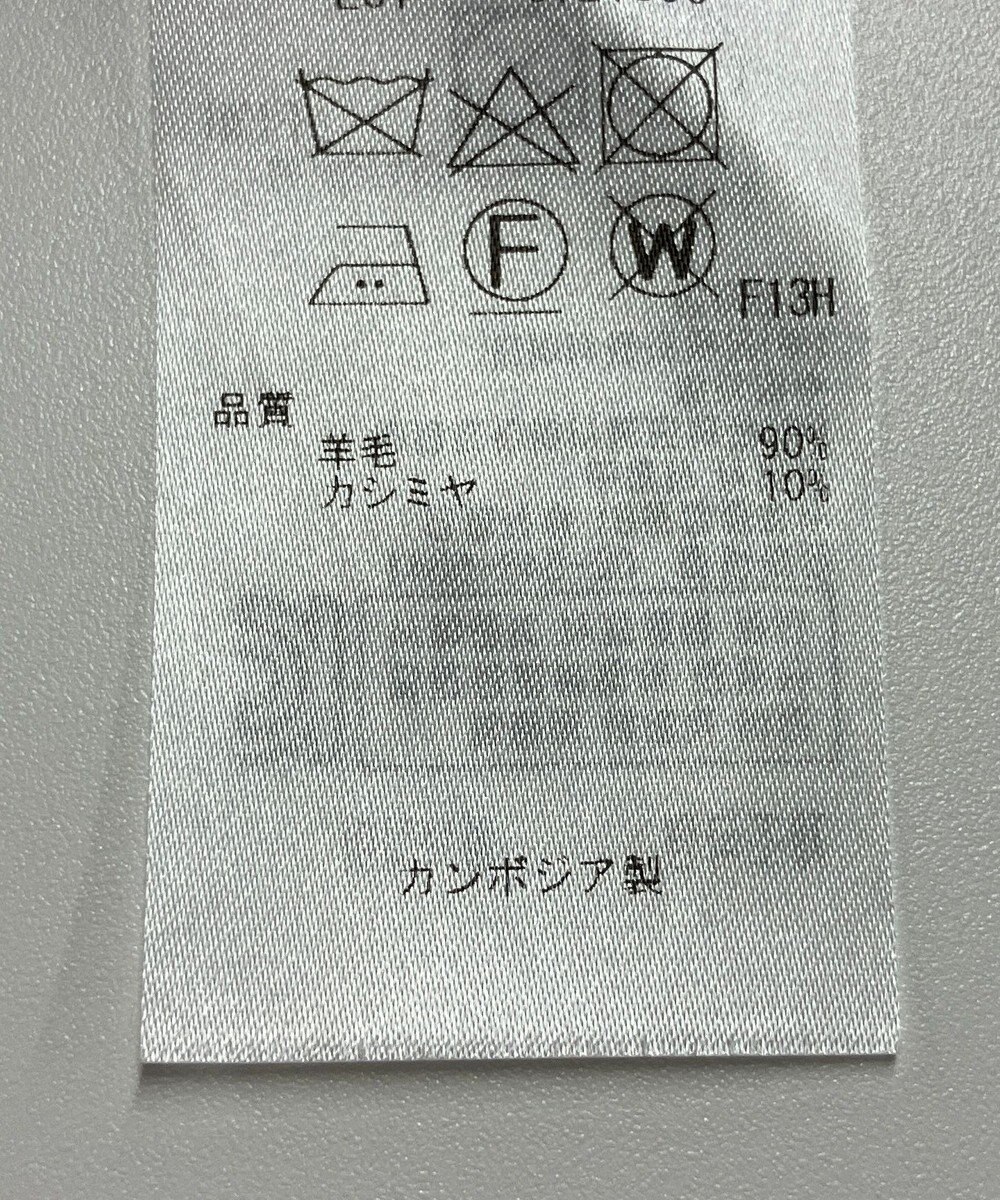 F
W
F13H
品質
羊毛 90%
カシミヤ 10%
カンボジア製